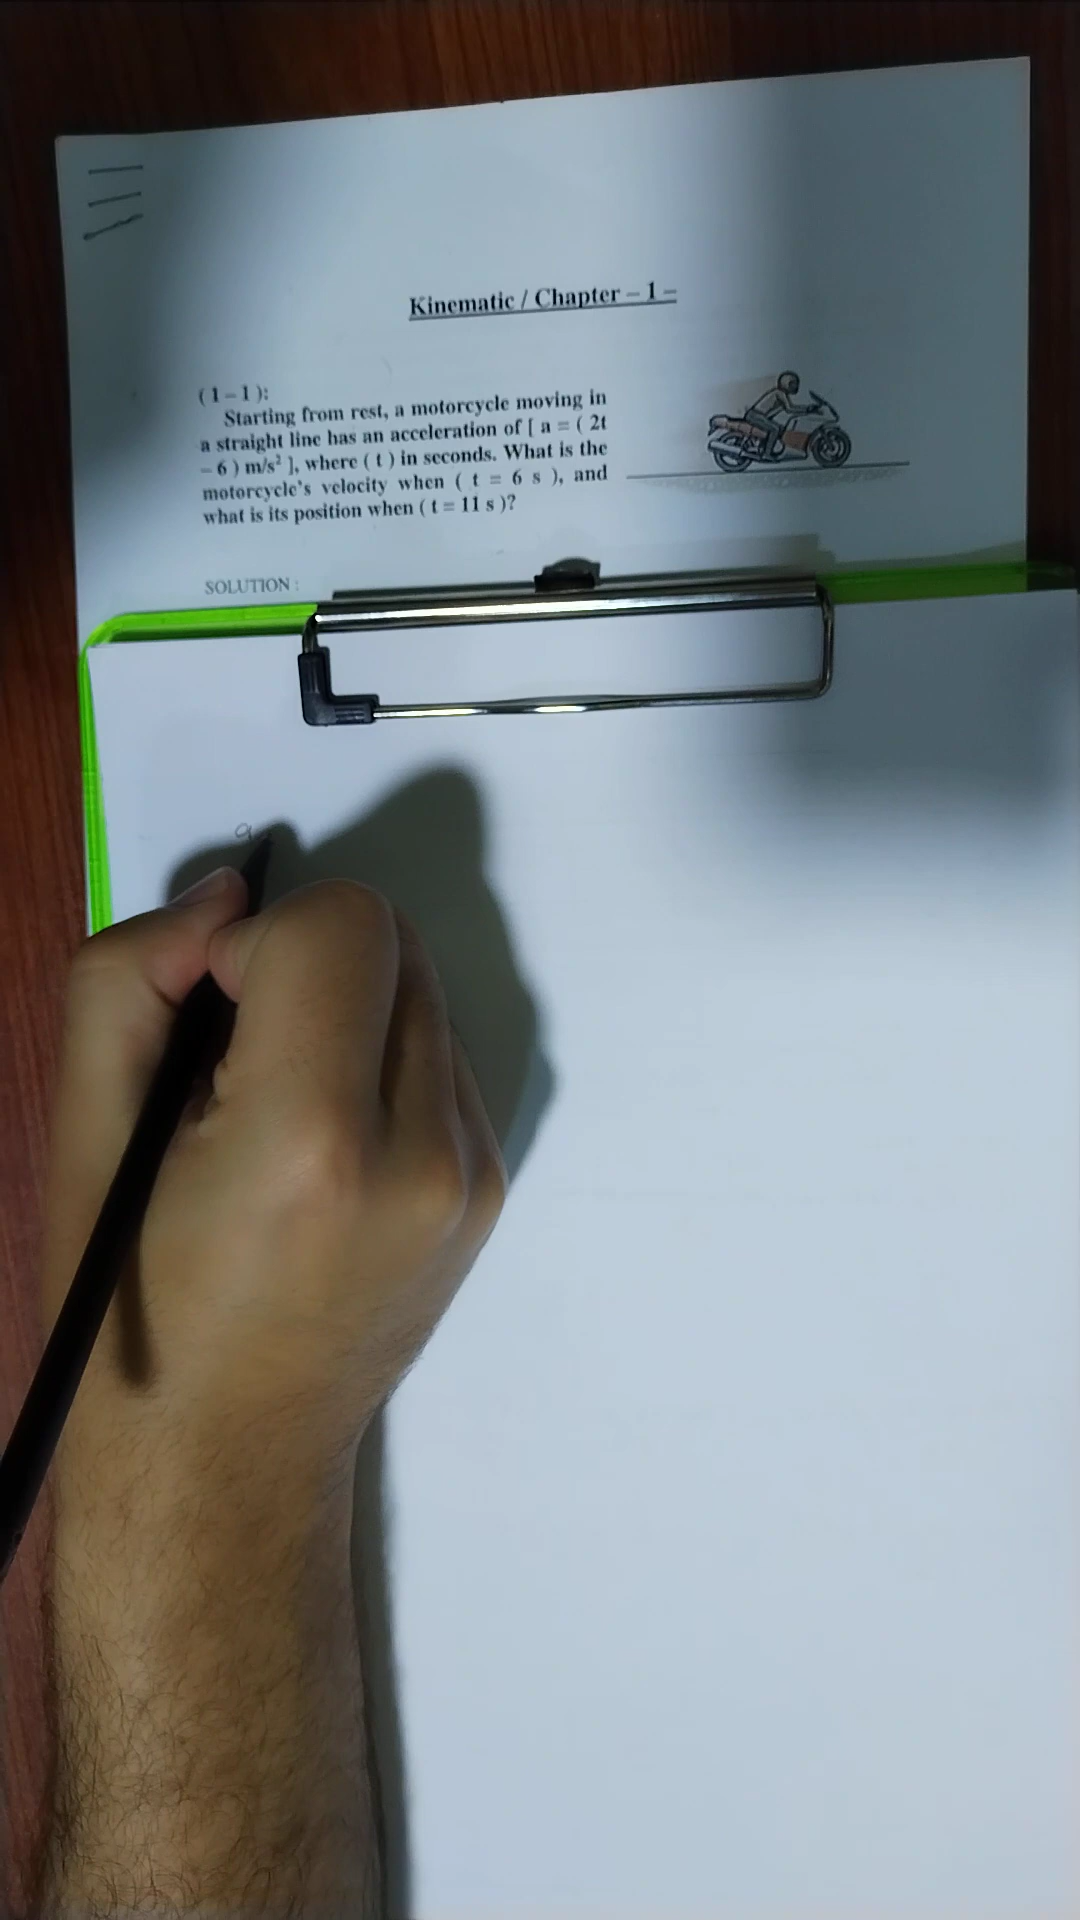 Kinematic / Chapter – 1 –
( 1 – 1 ):
Starting from rest, a motorcycle moving in
a straight line has an acceleration of [ a = ( 2t
– 6 ) m/s² ], where ( t ) in seconds. What is the
motorcycle's velocity when ( t = 6 s ), and
what is its position when ( t = 11 s )?
SOLUTION :
a